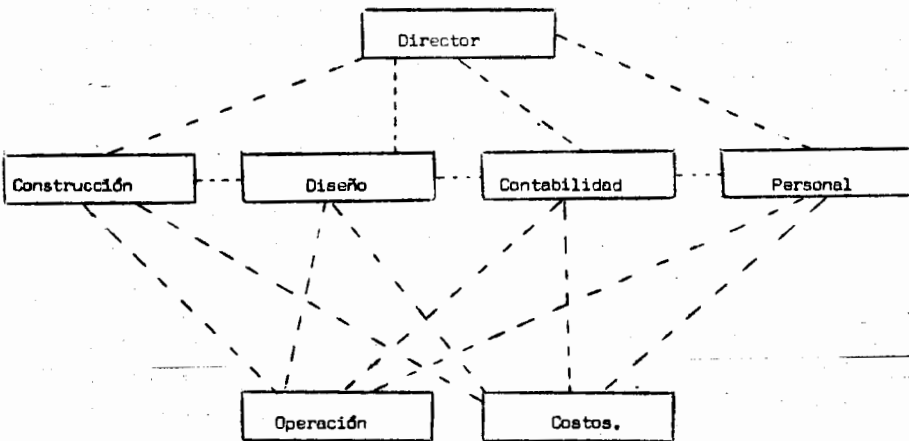 Director
Construcción
Diseño
Contabilidad
Personal
Operación
Costos.